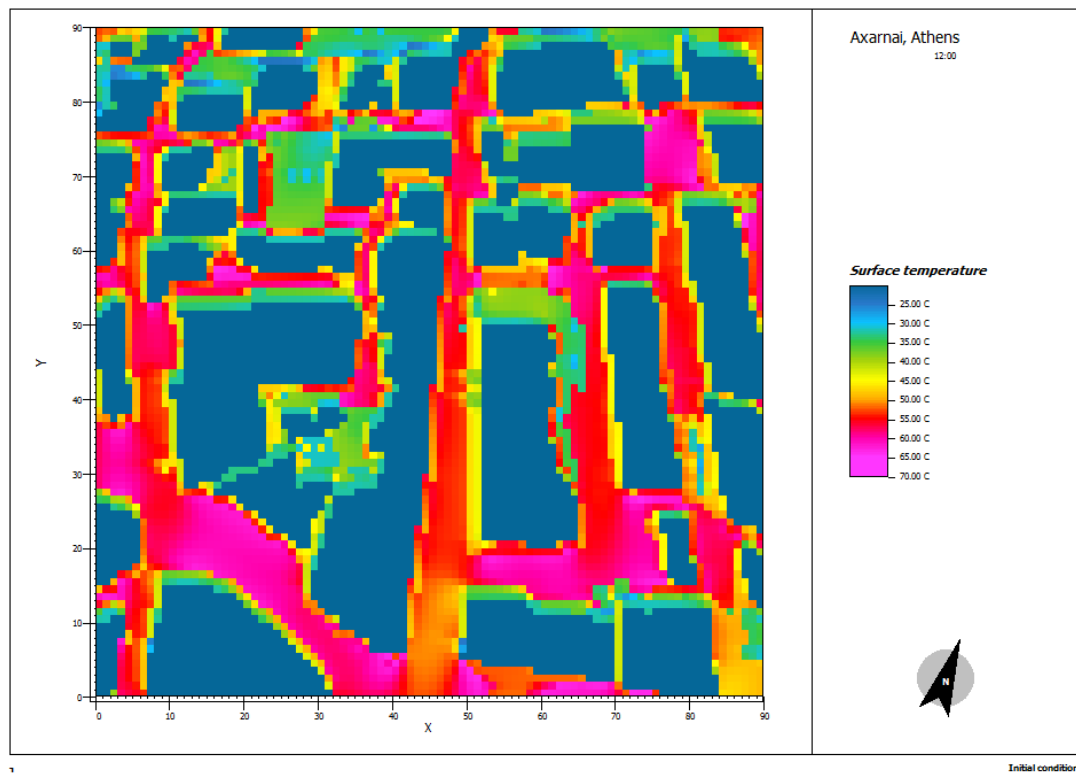 Axarnai, Athens
12:00
90
80
70
60
50
40
30
20
10
0
Y
0 10 20 30 40 50 60 70 80 90
X
Surface temperature
25.00 C
30.00 C
35.00 C
40.00 C
45.00 C
50.00 C
55.00 C
60.00 C
65.00 C
70.00 C
N
Initial condition